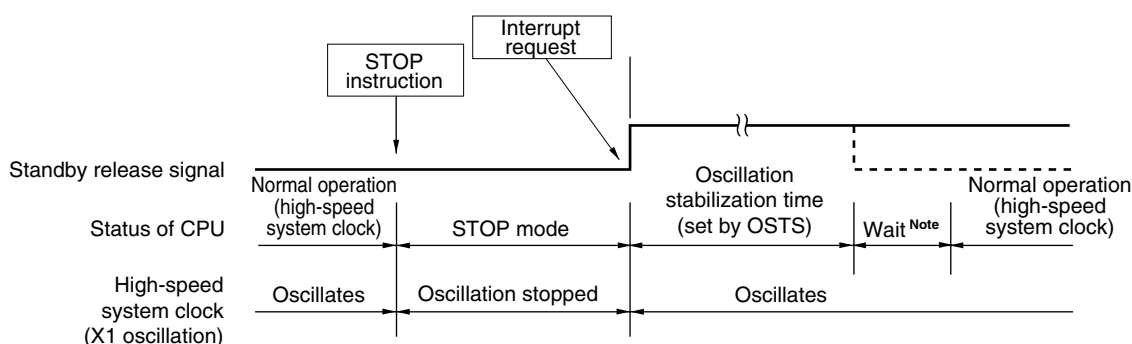 Interrupt
request
STOP
instruction
Standby release signal
Oscillation
stabilization time
(set by OSTS)
Normal operation
(high-speed
system clock)
Normal operation
(high-speed
system clock)
Status of CPU
STOP mode
Wait Note
High-speed
system clock
(X1 oscillation)
Oscillates
Oscillation stopped
Oscillates